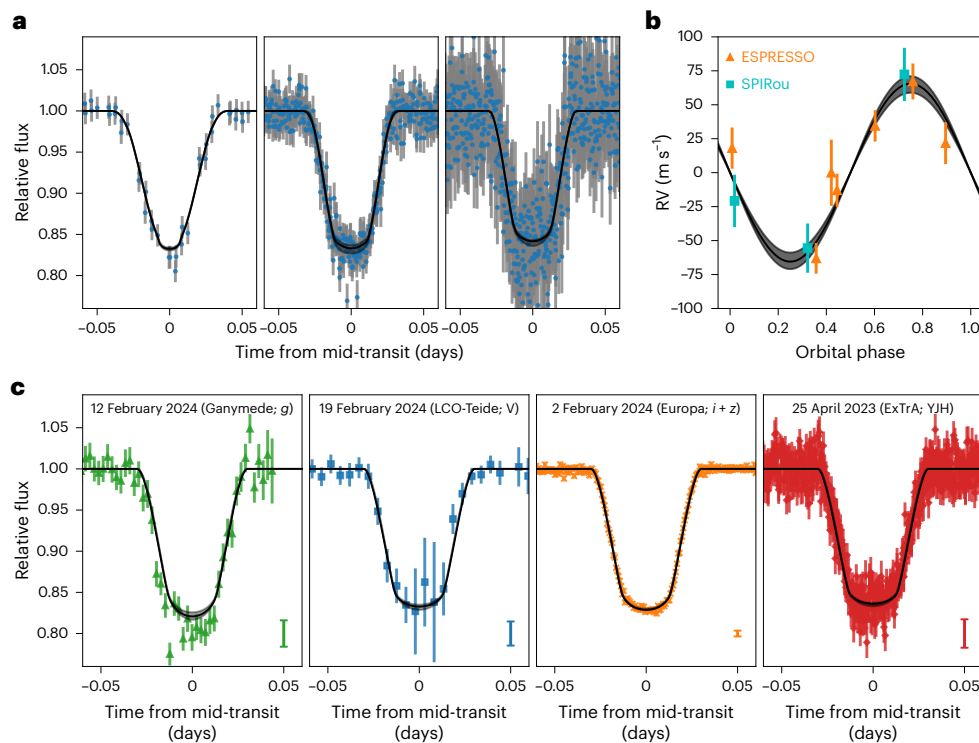 a
Relative flux
1.05
1.00
0.95
0.90
0.85
0.80
−0.05 0 0.05
−0.05 0 0.05
−0.05 0 0.05
Time from mid-transit (days)
b
RV (m s⁻¹)
100
75
50
25
0
−25
−50
−75
−100
ESPRESSO
SPIRou
0 0.2 0.4 0.6 0.8 1.0
Orbital phase
c
Relative flux
1.05
1.00
0.95
0.90
0.85
0.80
12 February 2024 (Ganymede; g)
−0.05 0 0.05
Time from mid-transit
(days)
19 February 2024 (LCO-Teide; V)
−0.05 0 0.05
Time from mid-transit
(days)
2 February 2024 (Europa; i + z)
−0.05 0 0.05
Time from mid-transit
(days)
25 April 2023 (ExTrA; YJH)
−0.05 0 0.05
Time from mid-transit
(days)